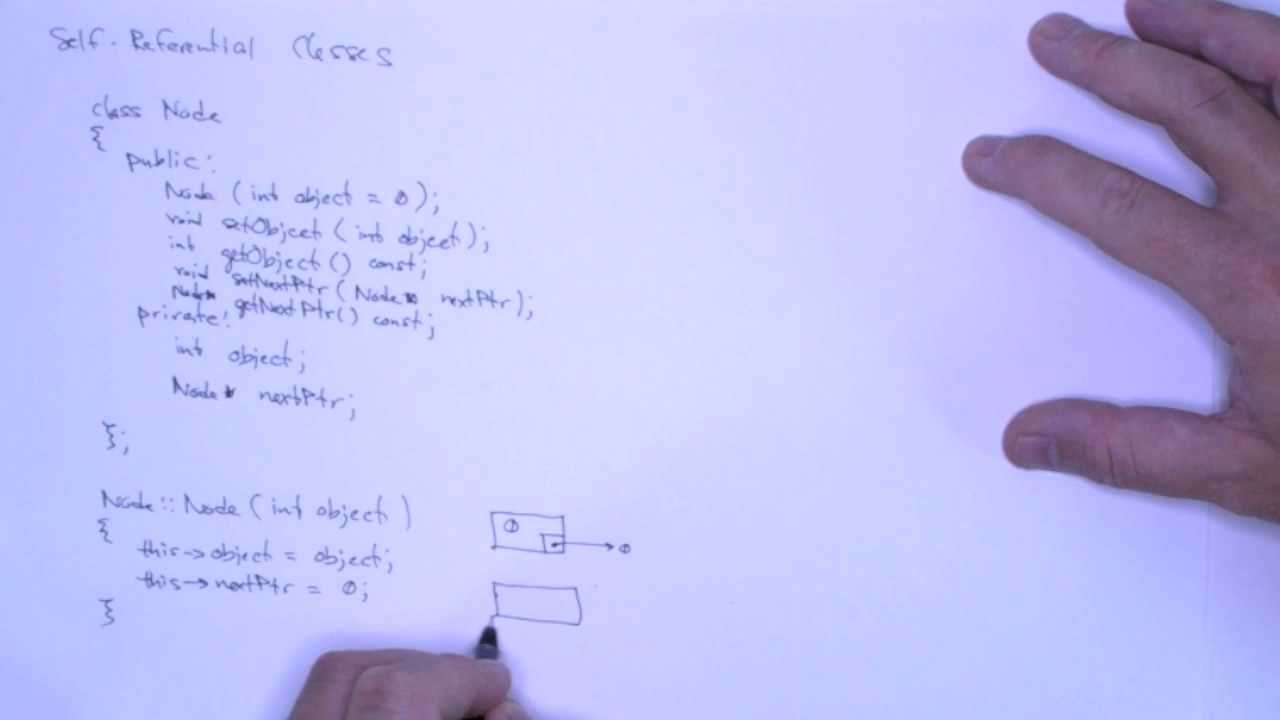 Self-Referential Classes
class Node
{
public:
Node (int object = 0);
void setObject (int object);
int getObject () const;
void setNextPtr (Node* nextPtr);
Node* getNextPtr() const;
private:
int object;
Node* nextPtr;
};
Node::Node (int object)
{
this->object = object;
this->nextPtr = 0;
}
0
0